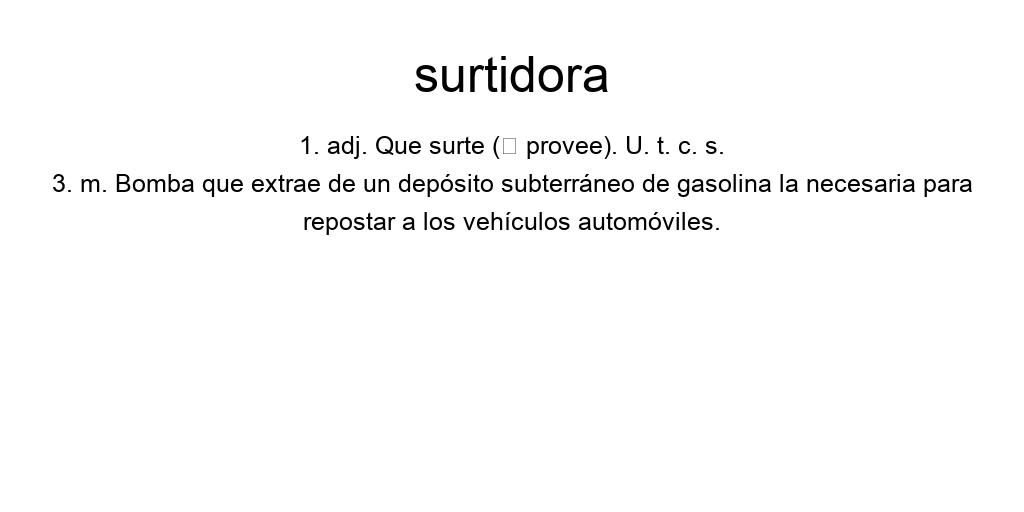 surtidora
1. adj. Que surte (□ provee). U. t. c. s.
3. m. Bomba que extrae de un depósito subterráneo de gasolina la necesaria para
repostar a los vehículos automóviles.